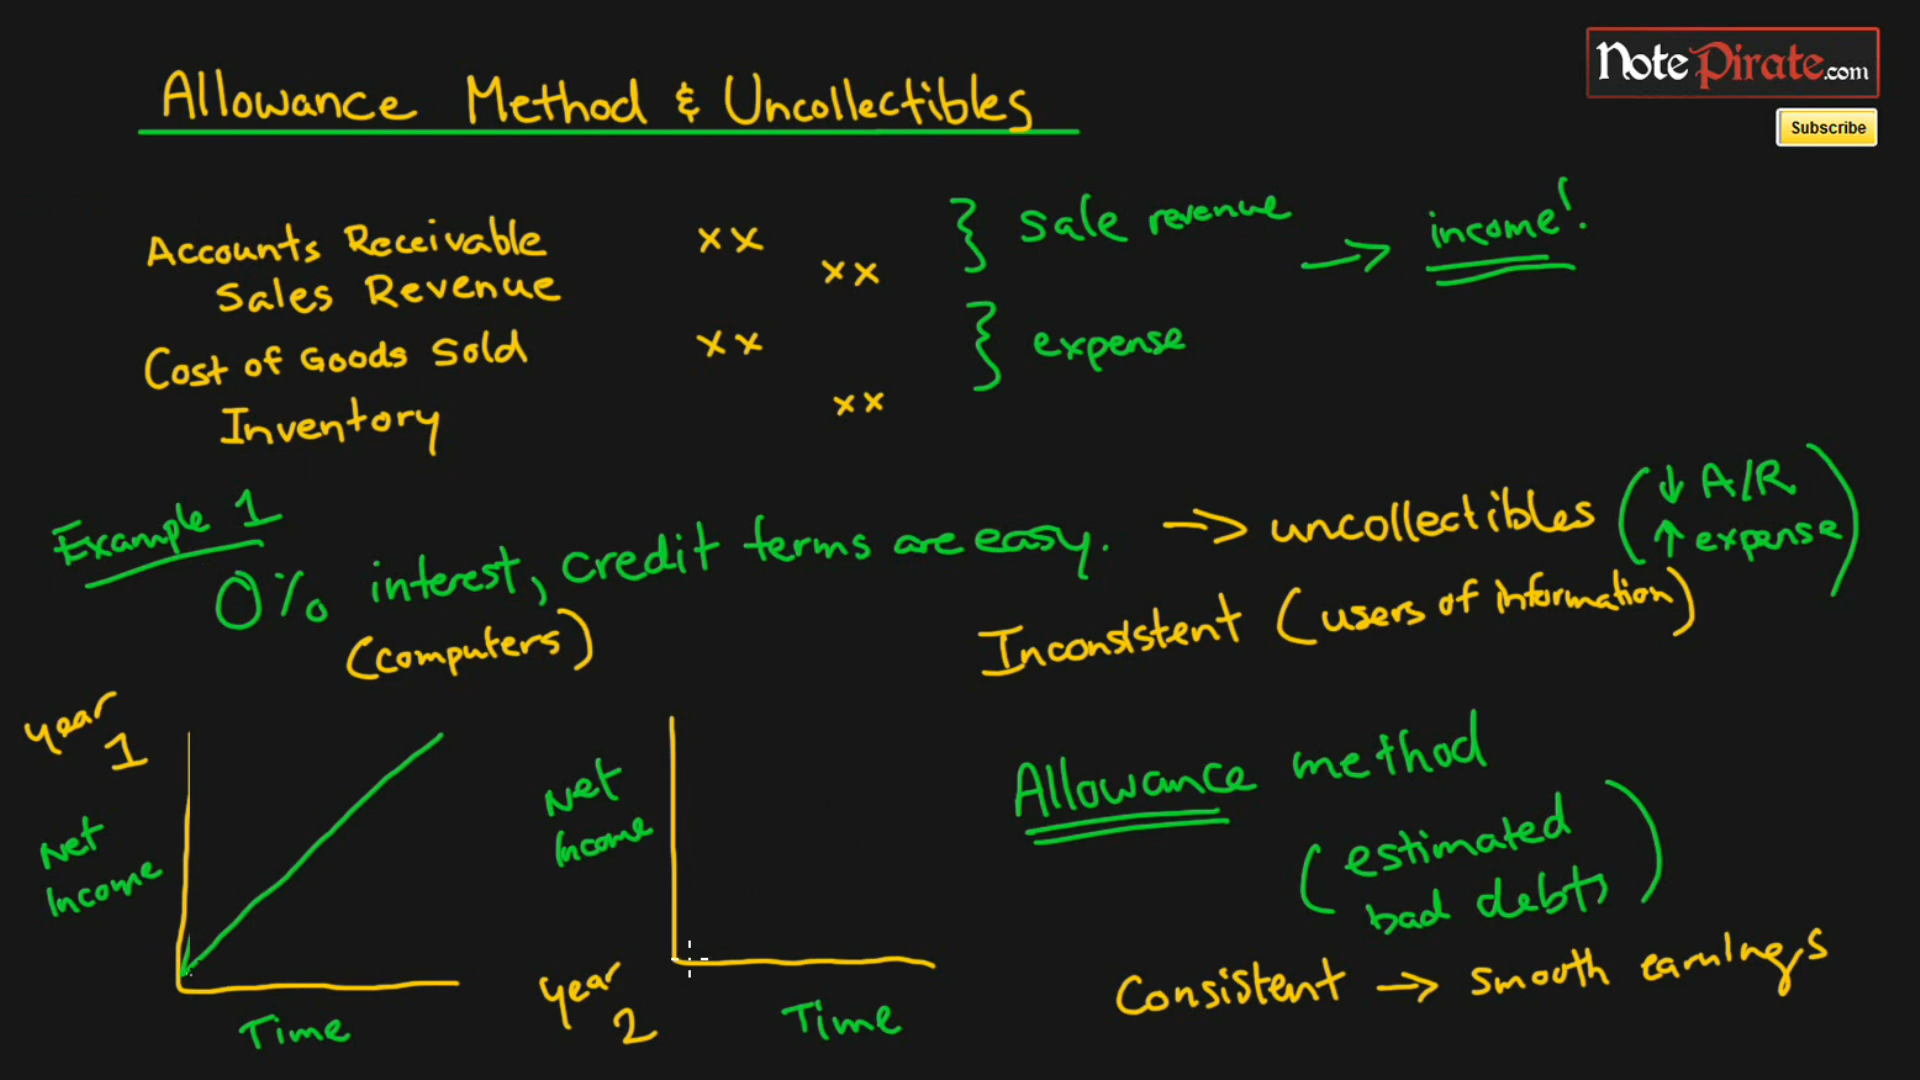 NotePirate.com
Subscribe
Allowance Method & Uncollectibles
Accounts Receivable xx } sale revenue → income!
Sales Revenue xx
Cost of Goods Sold xx } expense
Inventory xx
Example 1
0% interest, credit terms are easy. → uncollectibles (↓ A/R
↑ expense)
(computers)
Inconsistent (users of information)
year
1
Net
Income
Time
Net
Income
year
2
Time
Allowance method
(estimated
bad debts)
Consistent → smooth earnings